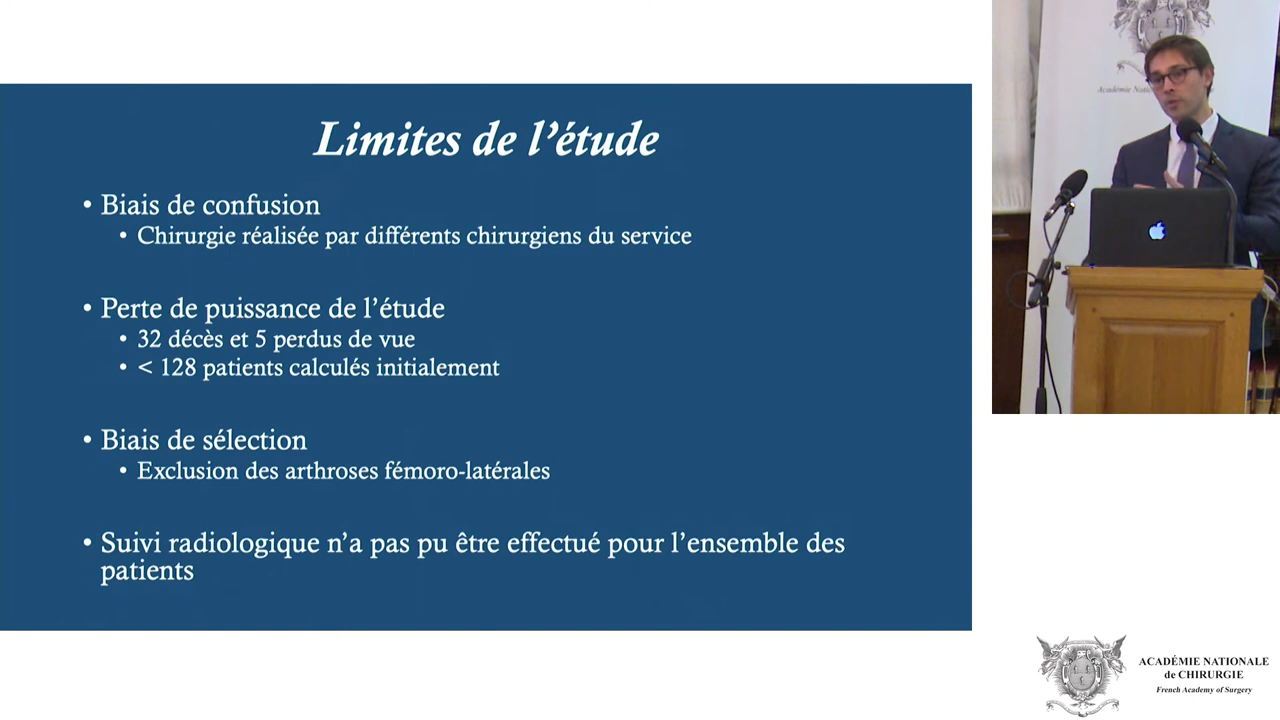 Limites de l’étude
• Biais de confusion
• Chirurgie réalisée par différents chirurgiens du service
• Perte de puissance de l’étude
• 32 décès et 5 perdus de vue
• < 128 patients calculés initialement
• Biais de sélection
• Exclusion des arthroses fémoro-latérales
• Suivi radiologique n’a pas pu être effectué pour l’ensemble des
patients
Académie
ACADÉMIE NATIONALE
de CHIRURGIE
French Academy of Surgery